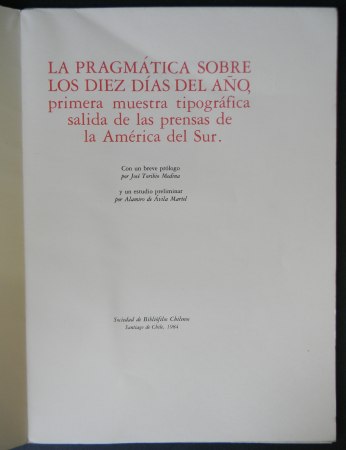 LA PRAGMÁTICA SOBRE
LOS DIEZ DÍAS DEL AÑO,
primera muestra tipográfica
salida de las prensas de
la América del Sur.
Con un breve prólogo
por José Toribio Medina
y un estudio preliminar
por Alamiro de Ávila Martel
Sociedad de Bibliófilos Chilenos
Santiago de Chile, 1984